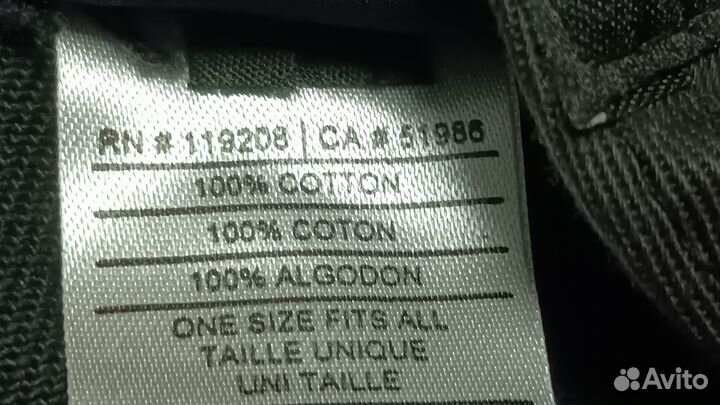 RN # 119208 | CA # 51986
100% COTTON
100% COTON
100% ALGODON
ONE SIZE FITS ALL
TAILLE UNIQUE
UNI TAILLE
Avito